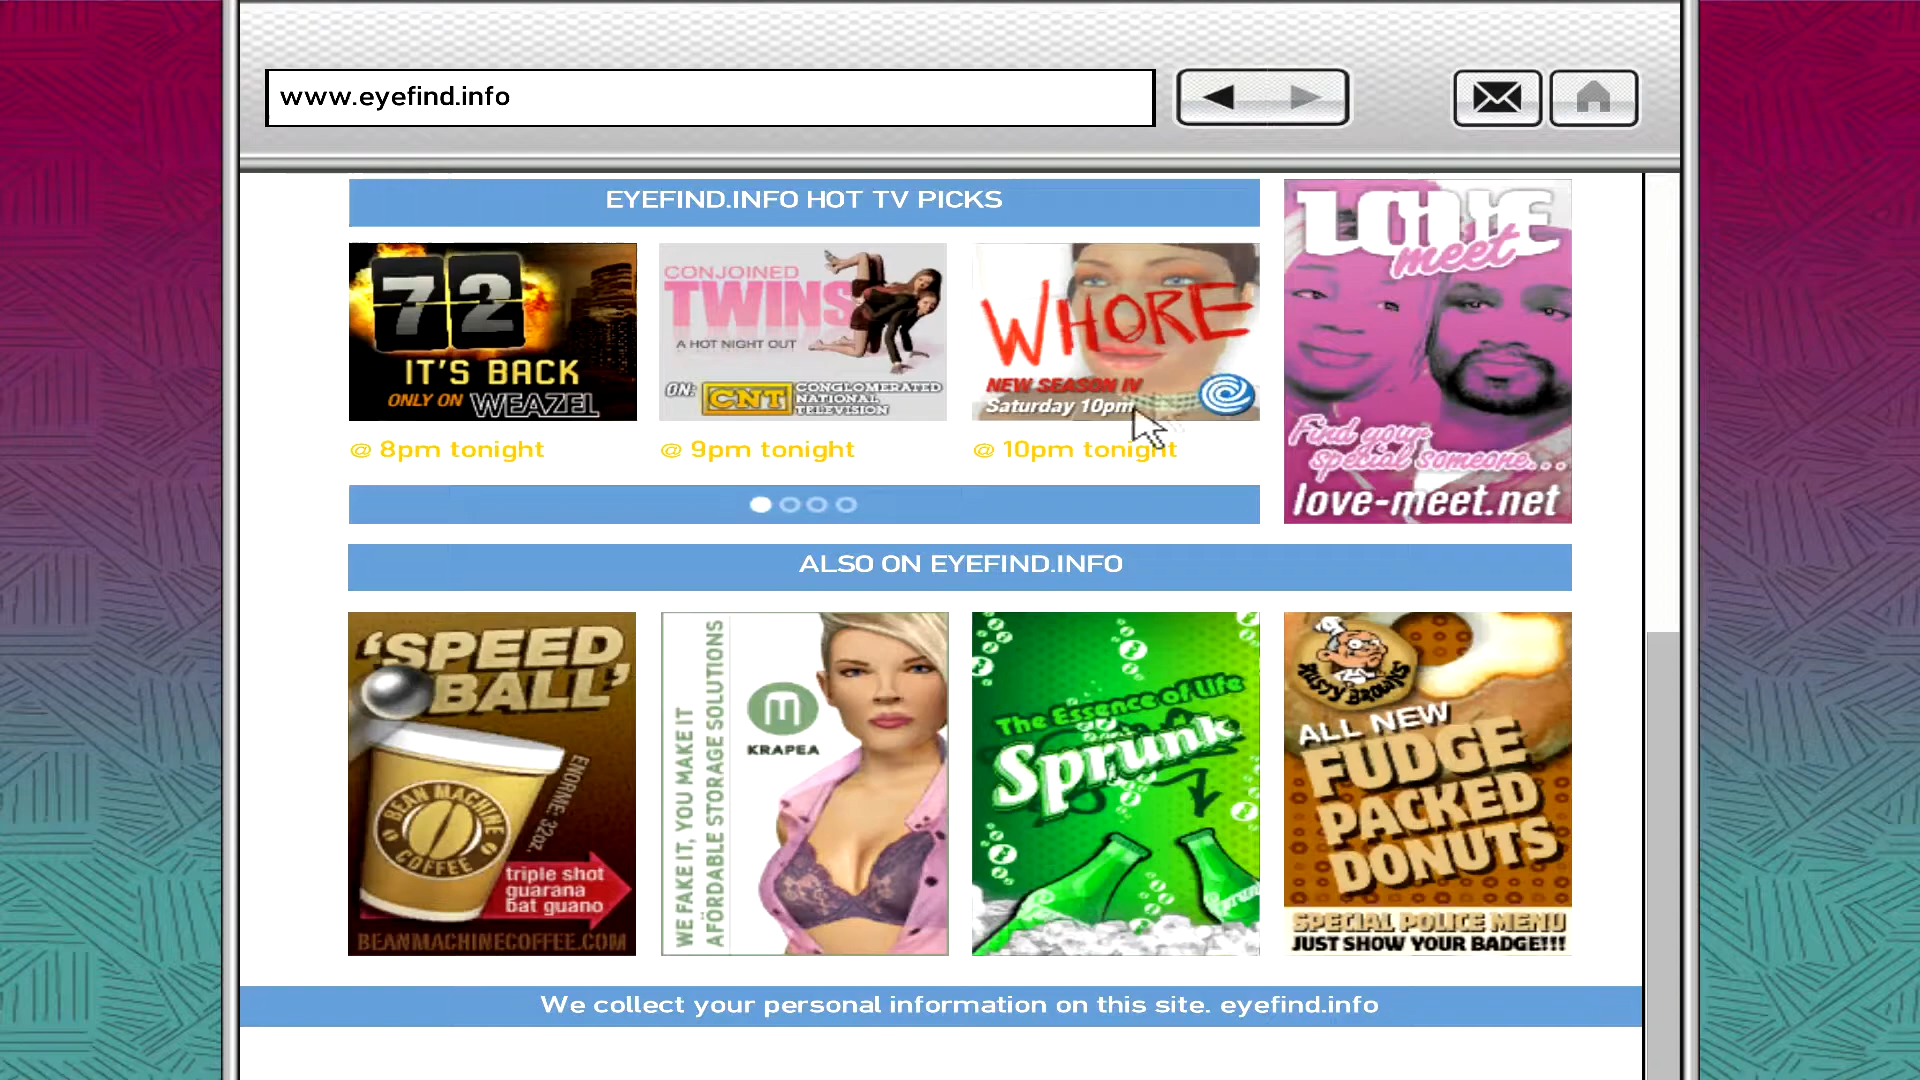 www.eyefind.info
EYEFIND.INFO HOT TV PICKS
72
IT'S BACK
ONLY ON WEAZEL
@ 8pm tonight
CONJOINED
TWINS
A HOT NIGHT OUT
ON: CNT CONGLOMERATED
NATIONAL
TELEVISION
@ 9pm tonight
WHORE
NEW SEASON IV
Saturday 10pm
@ 10pm tonight
LOVE
meet
Find your
special someone...
love-meet.net
ALSO ON EYEFIND.INFO
'SPEED
BALL'
ENORME: 32oz.
BEAN MACHINE
COFFEE
triple shot
guarana
bat guano
BEANMACHINECOFFEE.COM
WE FAKE IT, YOU MAKE IT
AFÖRDABLE STORAGE SOLUTIONS
M
KRAPEA
The Essence of Life
Sprunk
RUSTY BROWN'S
ALL NEW
FUDGE
PACKED
DONUTS
SPECIAL POLICE MENU
JUST SHOW YOUR BADGE!!!
We collect your personal information on this site. eyefind.info